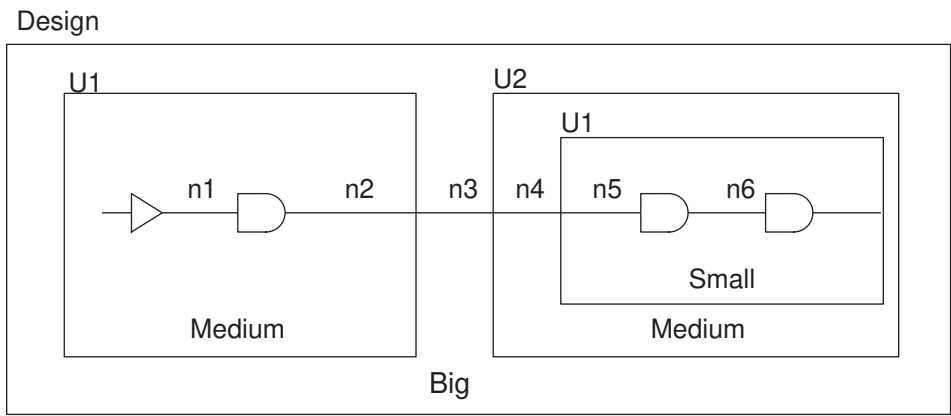 Design
U1
U2
U1
n1 n2 n3 n4 n5 n6
Small
Medium
Medium
Big